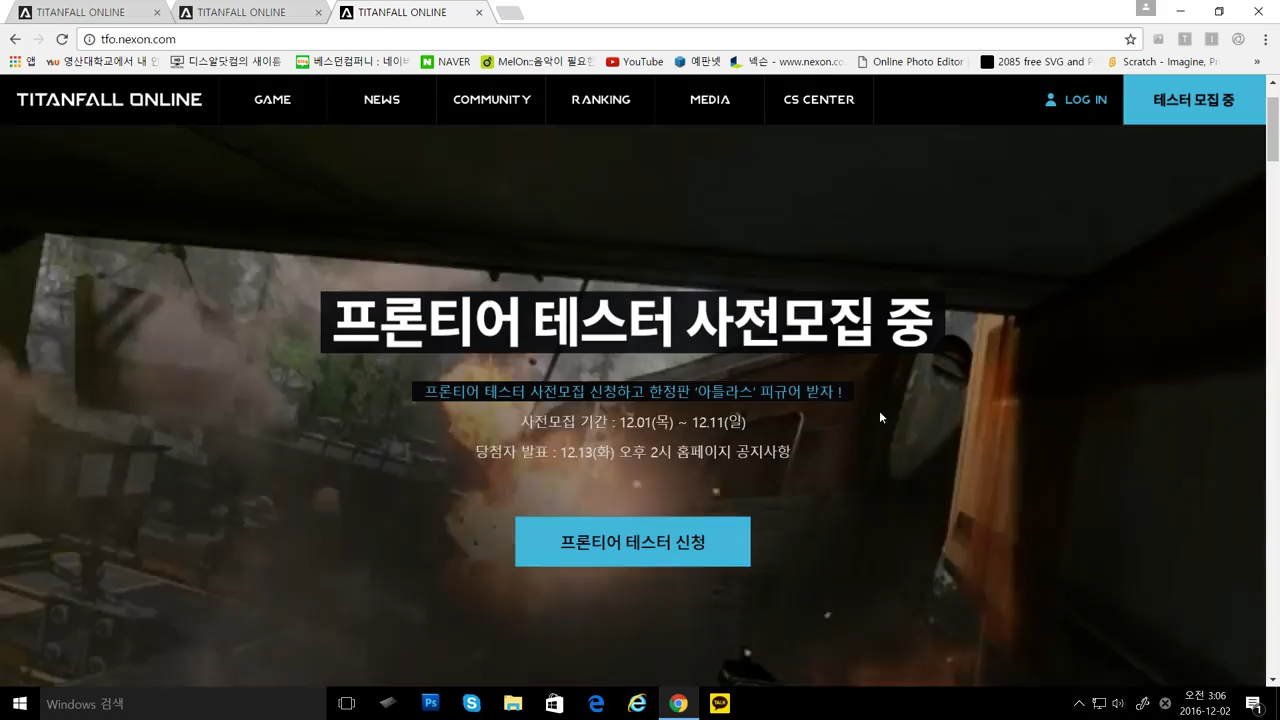 TITANFALL ONLINE
TITANFALL ONLINE
TITANFALL ONLINE
tfo.nexon.com
앱
영산대학교에서 내 인
디스일닷컴의 새이름
베스던컴퍼니 : 네이버
NAVER
MelOn::음악이 필요한
YouTube
예판넷
넥슨 - www.nexon.co
Online Photo Editor
2085 free SVG and P
Scratch - Imagine, Pr
»
TITANFALL ONLINE
GAME
NEWS
COMMUNITY
RANKING
MEDIA
CS CENTER
LOG IN
테스터 모집 중
프론티어 테스터 사전모집 중
프론티어 테스터 사전모집 신청하고 한정판 ‘아틀라스’ 피규어 받자 !
사전모집 기간 : 12.01(목) ~ 12.11(일)
당첨자 발표 : 12.13(화) 오후 2시 홈페이지 공지사항
프론티어 테스터 신청
Windows 검색
Ps
TALK
오전 3:06
2016-12-02
1